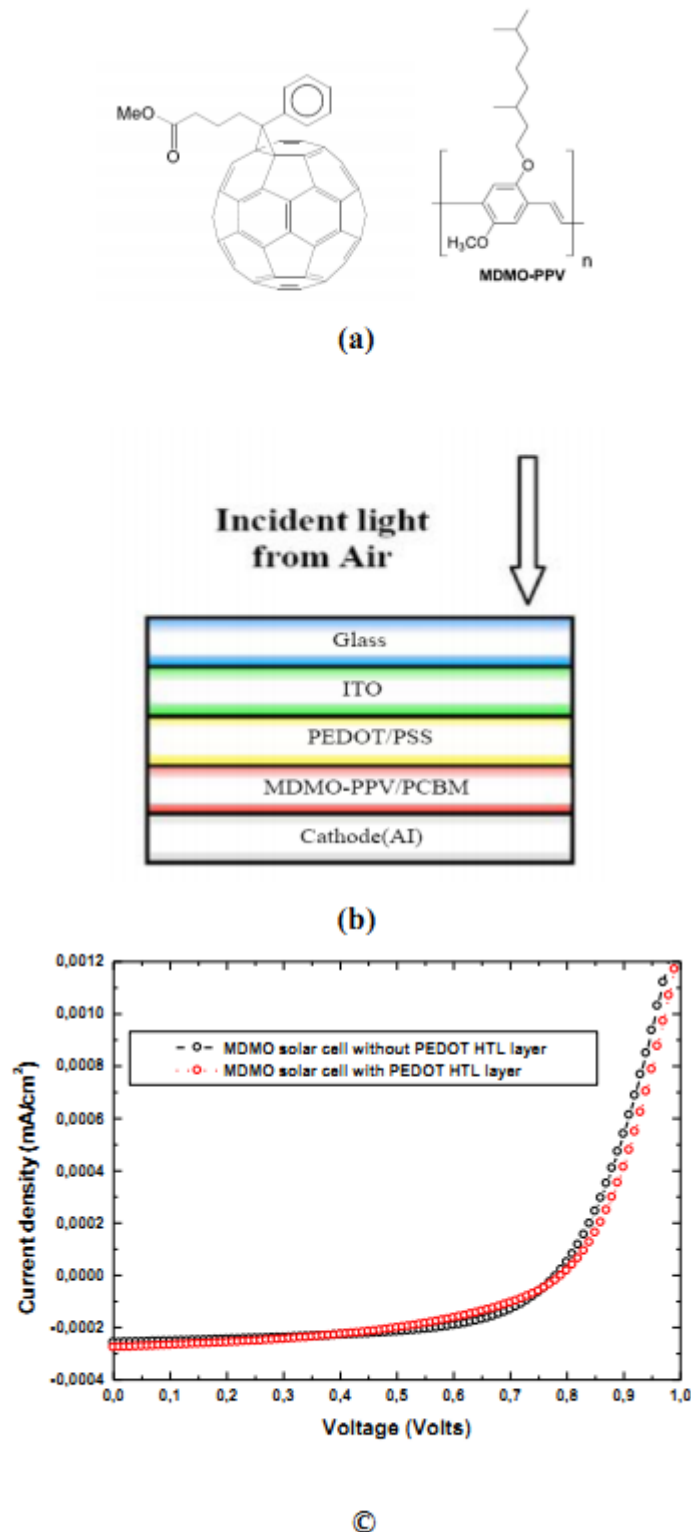 MeO
O
O
H₃CO
n
MDMO-PPV
(a)
Incident light
from Air
Glass
ITO
PEDOT/PSS
MDMO-PPV/PCBM
Cathode(AI)
(b)
0,0012
0,0010
0,0008
0,0006
0,0004
0,0002
0,0000
-0,0002
-0,0004
Current density (mA/cm²)
MDMO solar cell without PEDOT HTL layer
MDMO solar cell with PEDOT HTL layer
0,0 0,1 0,2 0,3 0,4 0,5 0,6 0,7 0,8 0,9 1,0
Voltage (Volts)
©